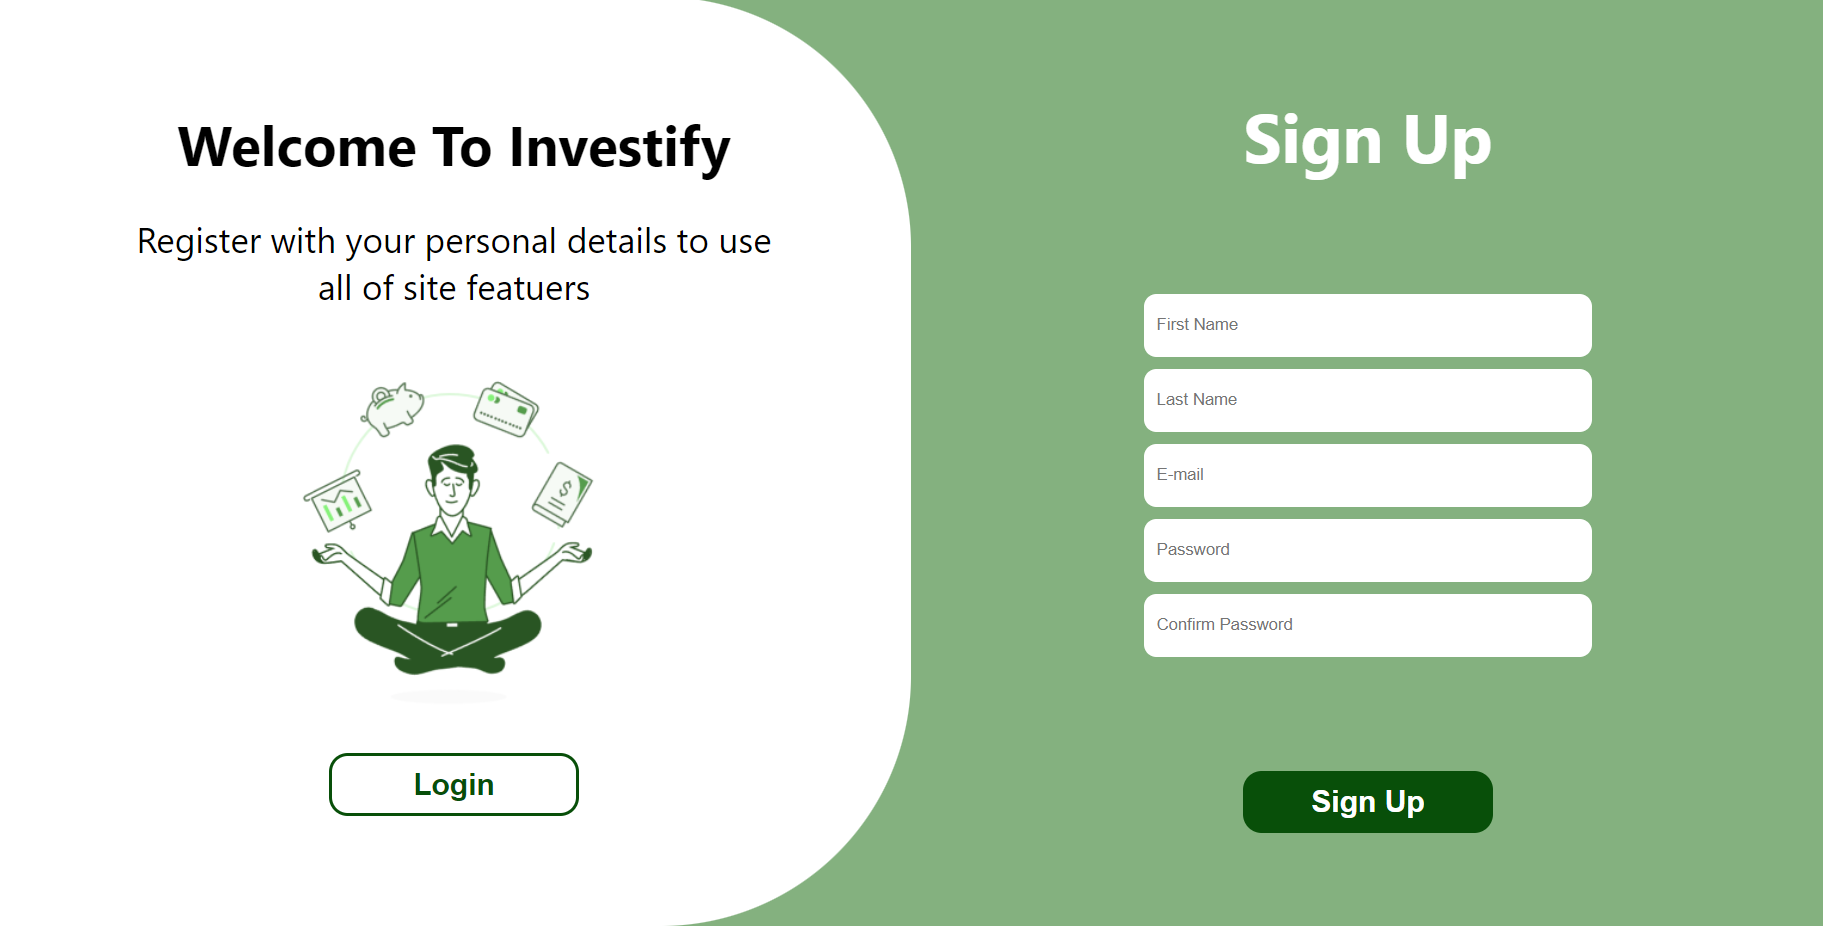 Welcome To Investify
Register with your personal details to use
all of site featuers
Login
Sign Up
First Name
Last Name
E-mail
Password
Confirm Password
Sign Up